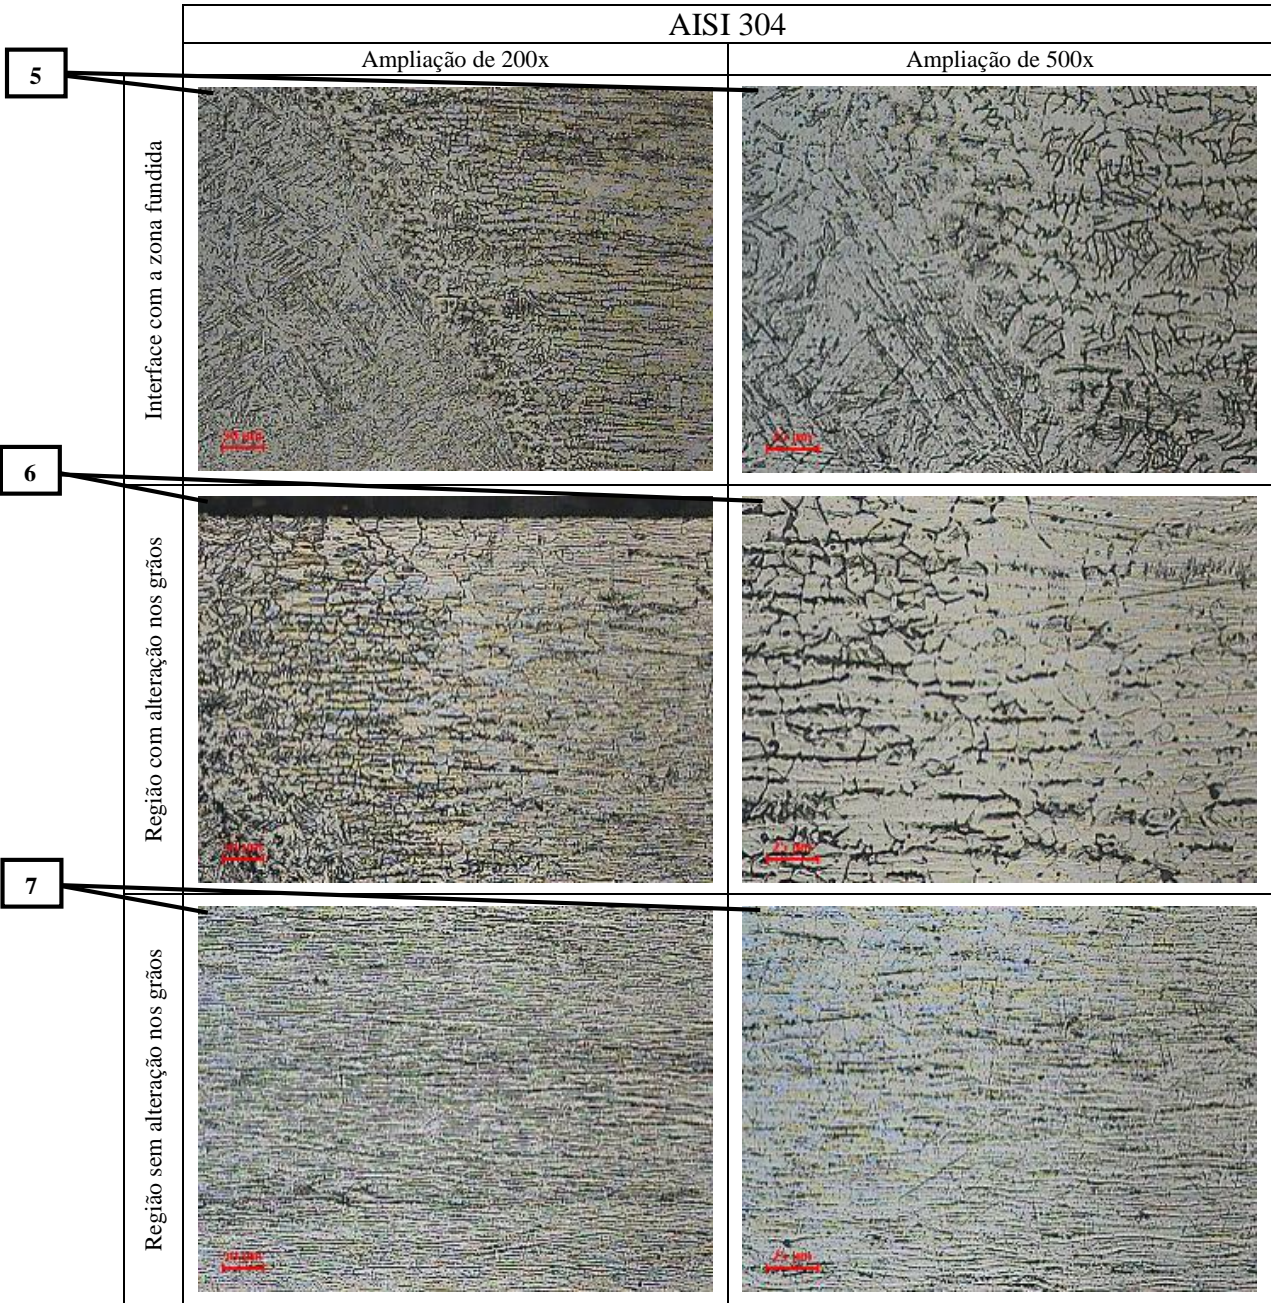 AISI 304
Ampliação de 200x
Ampliação de 500x
5
Interface com a zona fundida
6
Região com alteração nos grãos
7
Região sem alteração nos grãos